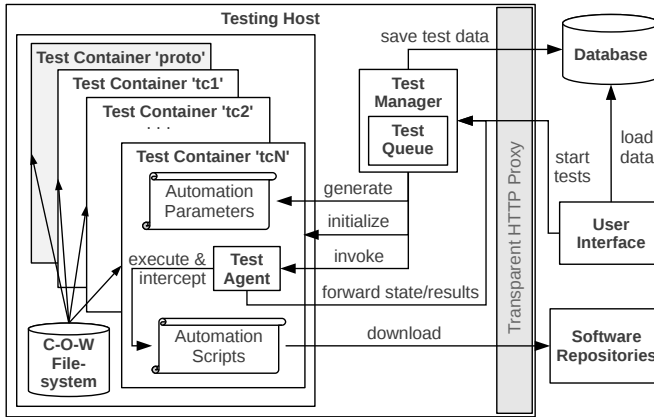 Testing Host
Test Container 'proto'
Test Container 'tc1'
Test Container 'tc2'
. . .
Test Container 'tcN'
Automation
Parameters
execute &
intercept
Test
Agent
Automation
Scripts
C-O-W
File-
system
Test
Manager
Test
Queue
save test data
generate
initialize
invoke
forward state/results
download
Transparent HTTP Proxy
Database
load
data
start
tests
User
Interface
Software
Repositories